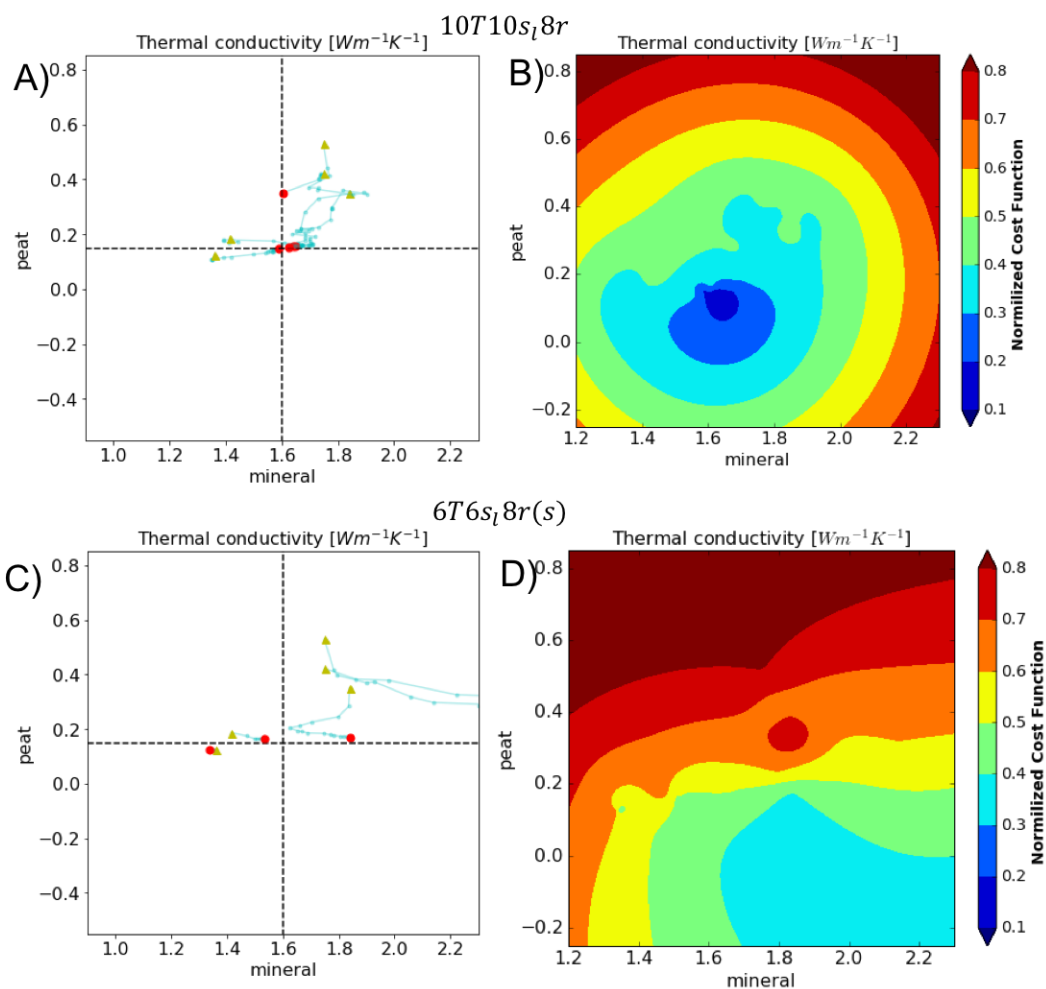 10T10s_l8r
A)
Thermal conductivity [Wm⁻¹K⁻¹]
0.8
0.6
0.4
0.2
0.0
−0.2
−0.4
peat
1.0 1.2 1.4 1.6 1.8 2.0 2.2
mineral
B)
Thermal conductivity [Wm⁻¹K⁻¹]
0.8
0.6
0.4
0.2
0.0
−0.2
peat
1.2 1.4 1.6 1.8 2.0 2.2
mineral
0.8
0.7
0.6
0.5
0.4
0.3
0.2
0.1
Normilized Cost Function
6T6s_l8r(s)
C)
Thermal conductivity [Wm⁻¹K⁻¹]
0.8
0.6
0.4
0.2
0.0
−0.2
−0.4
peat
1.0 1.2 1.4 1.6 1.8 2.0 2.2
mineral
D)
Thermal conductivity [Wm⁻¹K⁻¹]
0.8
0.6
0.4
0.2
0.0
−0.2
peat
1.2 1.4 1.6 1.8 2.0 2.2
mineral
0.8
0.7
0.6
0.5
0.4
0.3
0.2
0.1
Normilized Cost Function